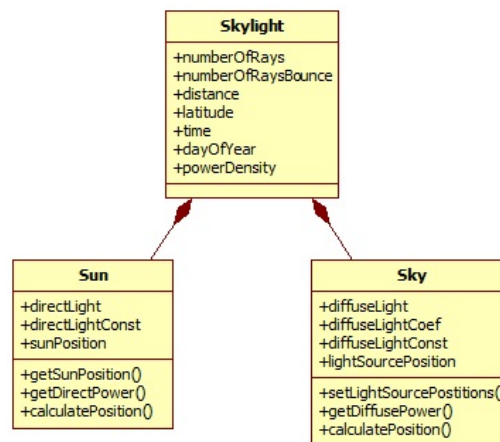 Skylight
+numberOfRays
+numberOfRaysBounce
+distance
+latitude
+time
+dayOfYear
+powerDensity
Sun
+directLight
+directLightConst
+sunPosition
+getSunPosition()
+getDirectPower()
+calculatePosition()
Sky
+diffuseLight
+diffuseLightCoef
+diffuseLightConst
+lightSourcePosition
+setLightSourcePostitions()
+getDiffusePower()
+calculatePosition()